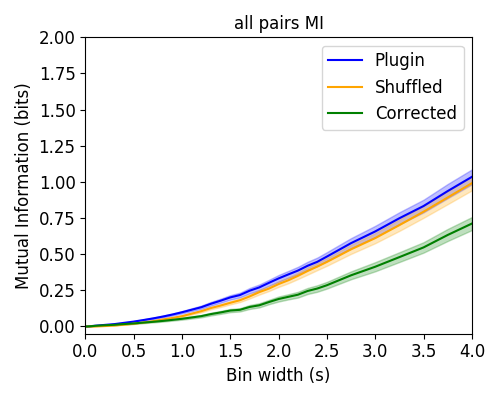 all pairs MI
Mutual Information (bits)
2.00
1.75
1.50
1.25
1.00
0.75
0.50
0.25
0.00
Plugin
Shuffled
Corrected
0.0 0.5 1.0 1.5 2.0 2.5 3.0 3.5 4.0
Bin width (s)